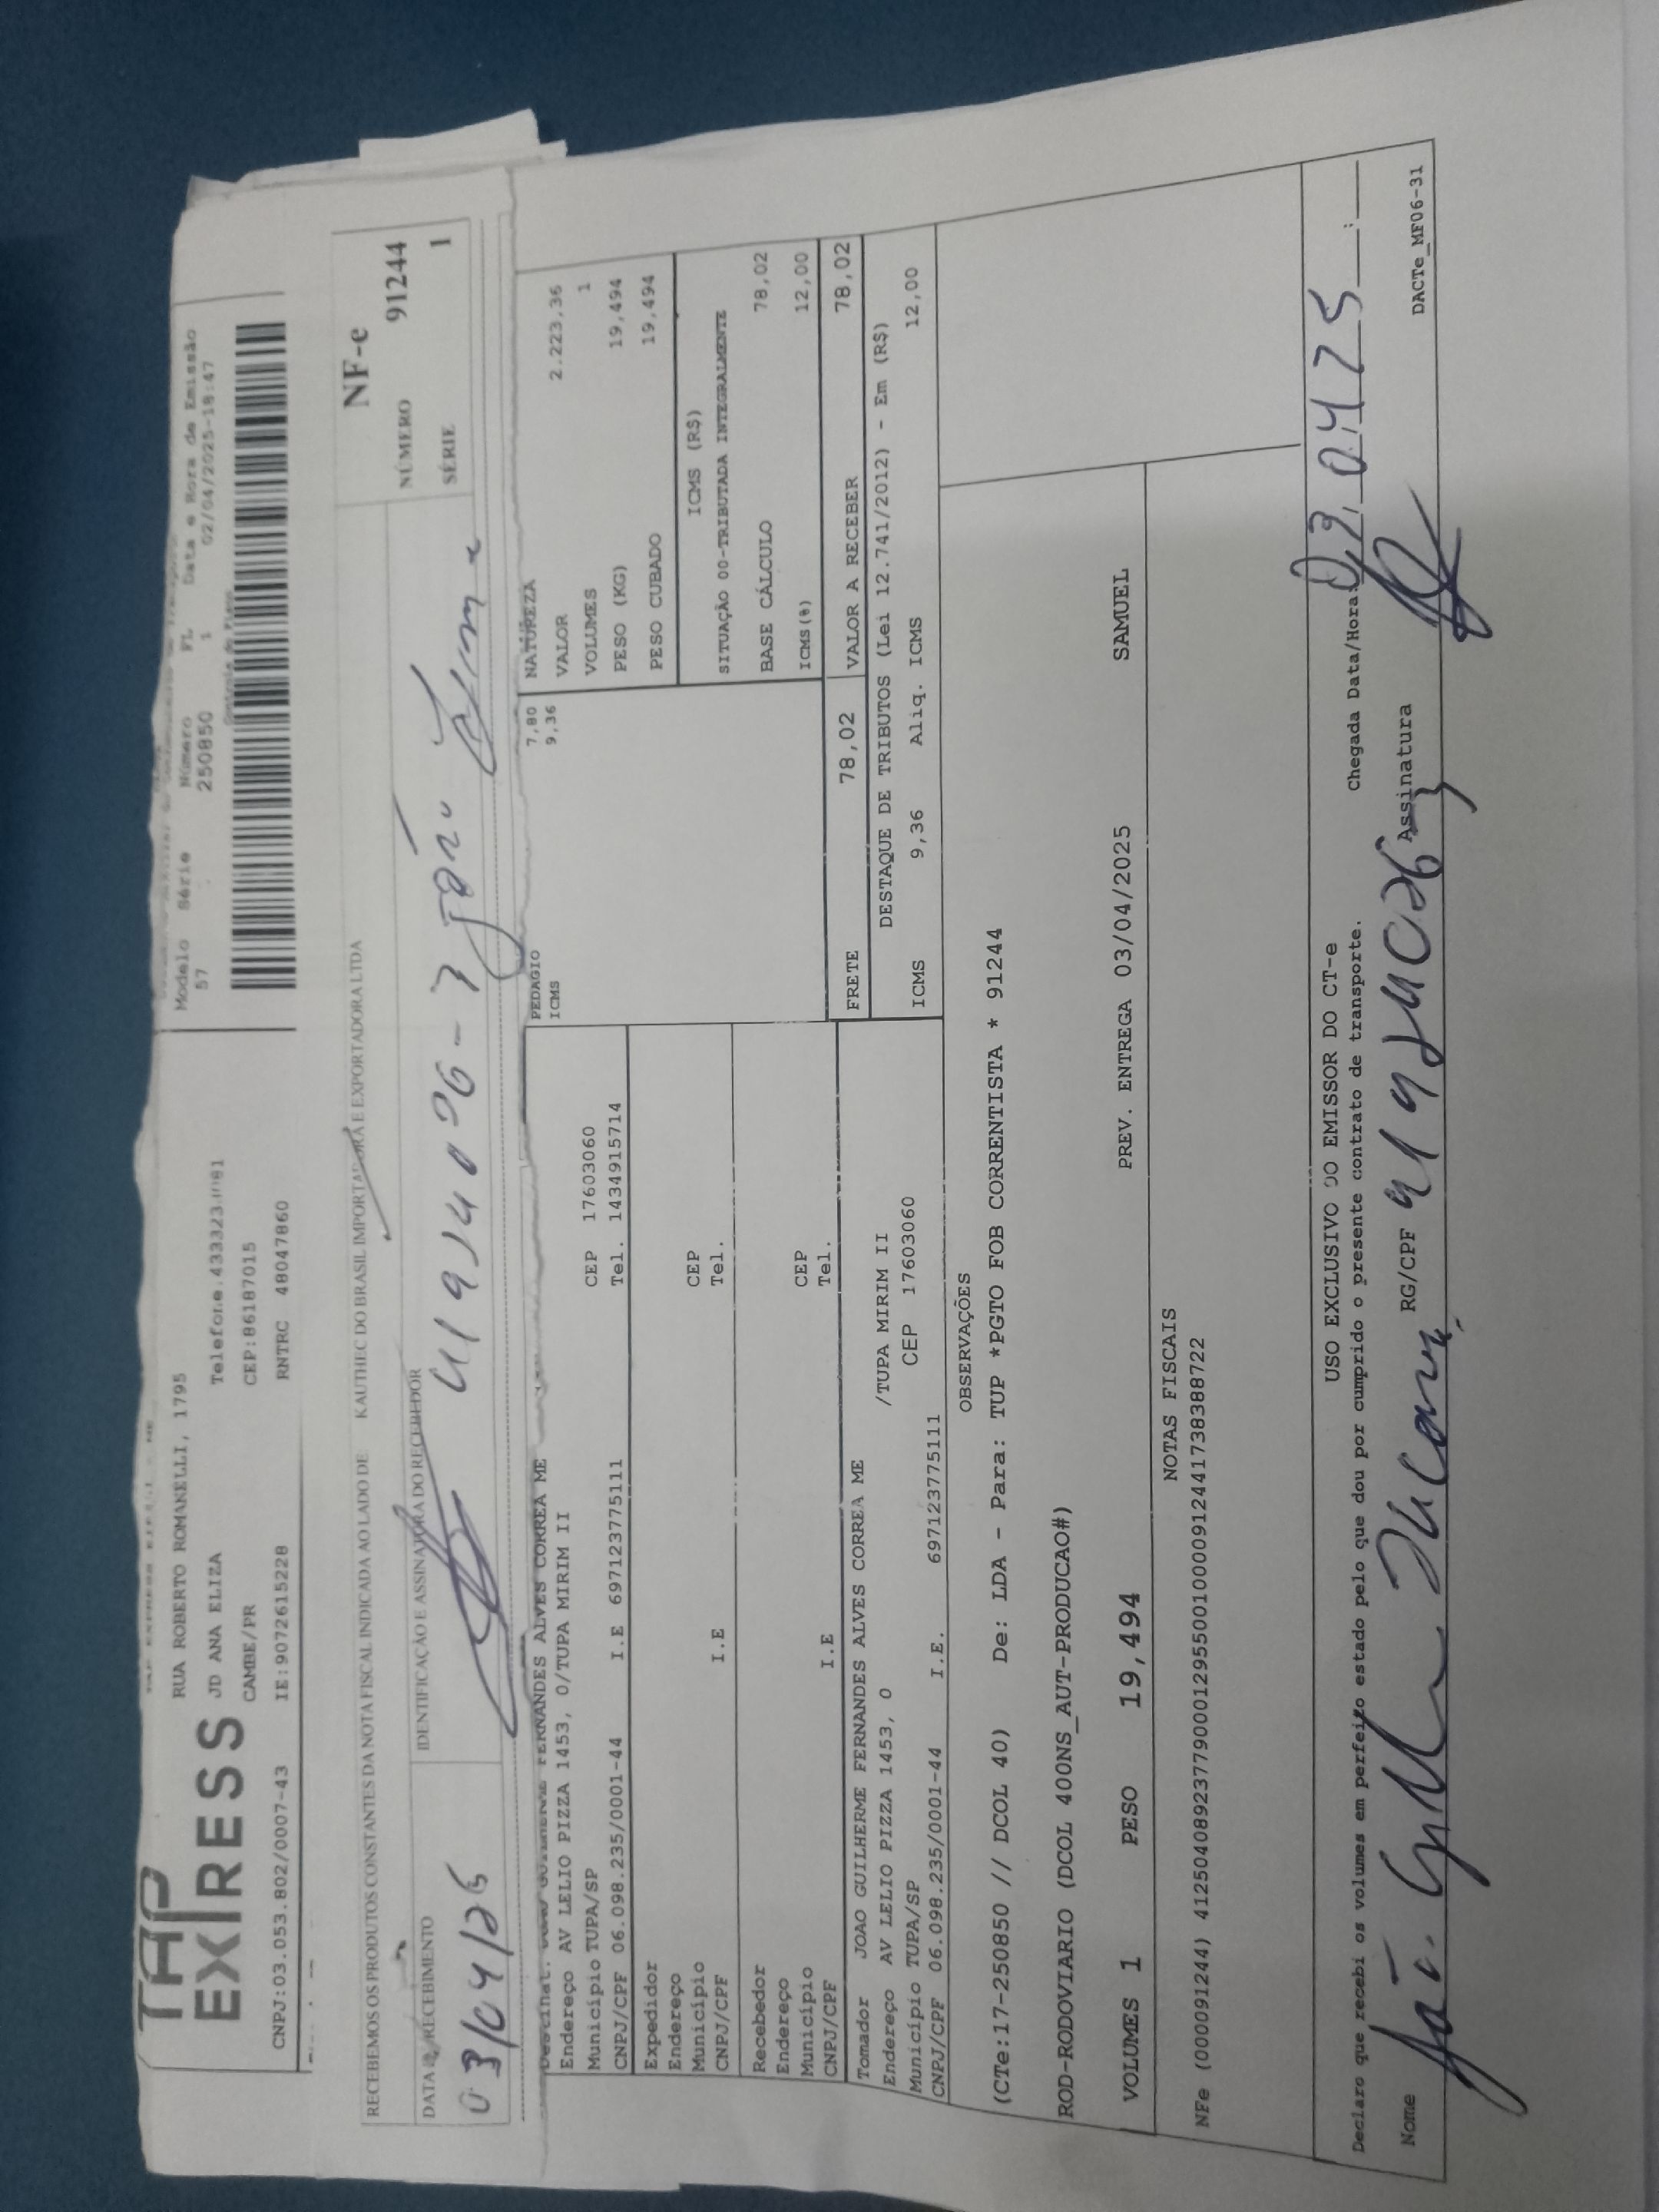 TAP
EXPRESS
RUA ROBERTO ROMANELLI, 1795
JD ANA ELIZA
CAMBE/PR
CEP:86187015
CNPJ:03.053.802/0007-43 IE:9072615228 RNTRC 48047860
Modelo Série Número FL Data e Hora de Emissão
57 250850 1 02/04/2025-18:47
RECEBEMOS OS PRODUTOS CONSTANTES DA NOTA FISCAL INDICADA AO LADO DE KAUTHEC DO BRASIL IMPORTADORA E EXPORTADORA LTDA
NF-e
NÚMERO 91244
SÉRIE 1
DATA DE RECEBIMENTO
IDENTIFICAÇÃO E ASSINATURA DO RECEBEDOR
Destinat. FERNANDES ALVES CORREA ME
Endereço AV LELIO PIZZA 1453, 0/TUPA MIRIM II
Município TUPA/SP CEP 17603060
CNPJ/CPF 06.098.235/0001-44 I.E 697123775111 Tel. 1434915714
Expedidor
Endereço
Município CEP
CNPJ/CPF I.E Tel.
Recebedor
Endereço
Município CEP
CNPJ/CPF I.E Tel.
PEDAGIO 7,80
ICMS 9,36
NATUREZA
VALOR 2.223,36
VOLUMES 1
PESO (KG) 19,494
PESO CUBADO 19,494
ICMS (R$)
SITUAÇÃO 00-TRIBUTADA INTEGRALMENTE
BASE CÁLCULO 78,02
ICMS(%) 12,00
FRETE 78,02 VALOR A RECEBER 78,02
Tomador JOAO GUILHERME FERNANDES ALVES CORREA ME
Endereço AV LELIO PIZZA 1453, 0 /TUPA MIRIM II
Município TUPA/SP CEP 17603060
CNPJ/CPF 06.098.235/0001-44 I.E. 697123775111
DESTAQUE DE TRIBUTOS (Lei 12.741/2012) - Em (R$)
ICMS 9,36 Aliq. ICMS 12,00
OBSERVAÇÕES
(CTe:17-250850 // DCOL 40) De: LDA - Para: TUP *PGTO FOB CORRENTISTA * 91244
ROD-RODOVIARIO (DCOL 400NS_AUT-PRODUCAO#)
VOLUMES 1 PESO 19,494 PREV. ENTREGA 03/04/2025 SAMUEL
NOTAS FISCAIS
NFe (000091244) 41250408923779000129550010000912441738388722
USO EXCLUSIVO DO EMISSOR DO CT-e
Declaro que recebi os volumes em perfeito estado pelo que dou por cumprido o presente contrato de transporte. Chegada Data/Hora:
Nome RG/CPF Assinatura
DACTe_MF06-31